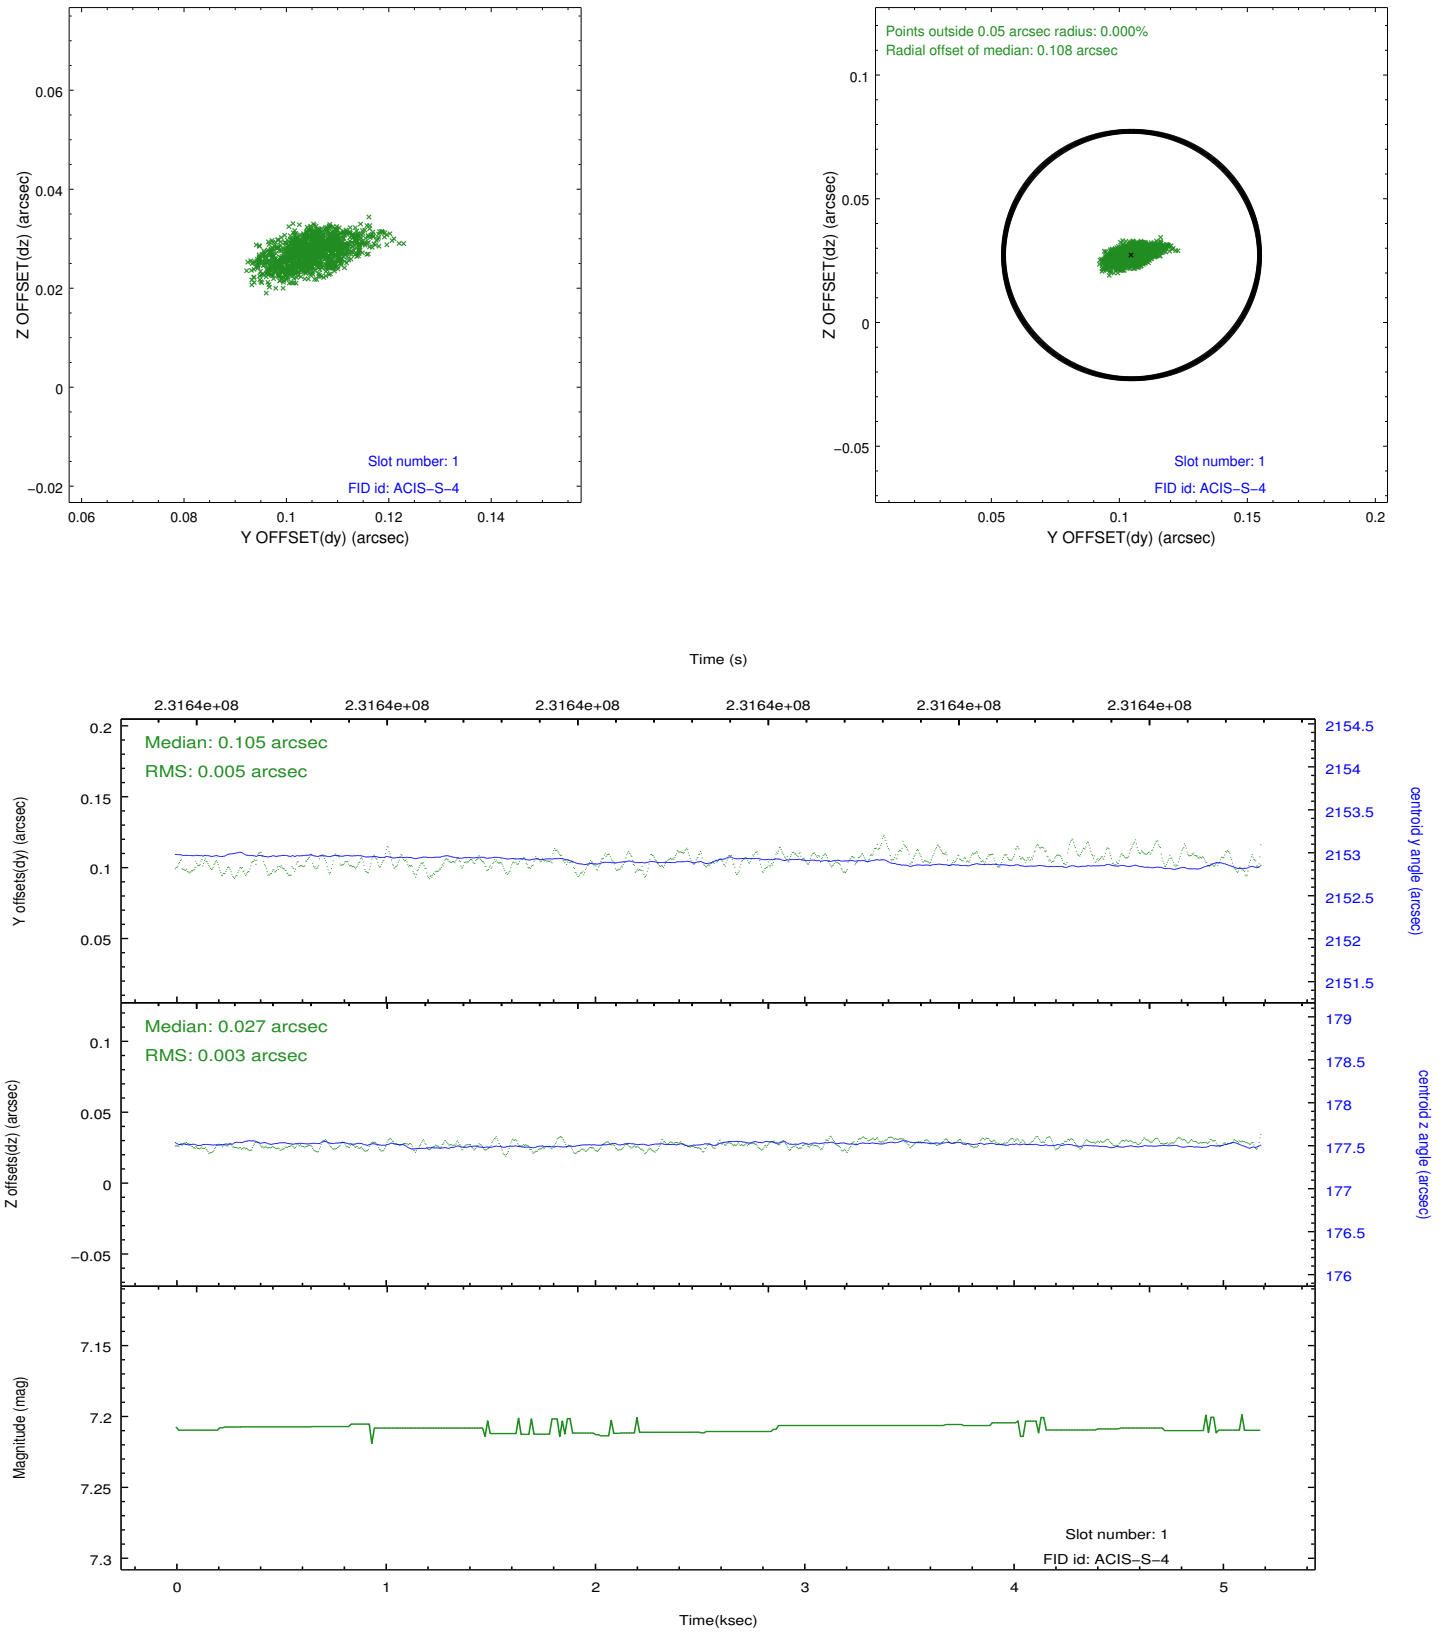 0.06
0.04
0.02
0
−0.02
0.06
0.08
0.1
0.12
0.14
Z OFFSET(dz) (arcsec)
Y OFFSET(dy) (arcsec)
Slot number: 1
FID id: ACIS−S−4
Points outside 0.05 arcsec radius: 0.000%
Radial offset of median: 0.108 arcsec
0.1
0.05
0
−0.05
0.05
0.1
0.15
0.2
Z OFFSET(dz) (arcsec)
Y OFFSET(dy) (arcsec)
Slot number: 1
FID id: ACIS−S−4
Time (s)
2.3164e+08
2.3164e+08
2.3164e+08
2.3164e+08
2.3164e+08
2.3164e+08
Median: 0.105 arcsec
RMS: 0.005 arcsec
0.2
0.15
0.1
0.05
Y offsets(dy) (arcsec)
2154.5
2154
2153.5
2153
2152.5
2152
2151.5
centroid y angle (arcsec)
Median: 0.027 arcsec
RMS: 0.003 arcsec
0.1
0.05
0
−0.05
Z offsets(dz) (arcsec)
179
178.5
178
177.5
177
176.5
176
centroid z angle (arcsec)
7.15
7.2
7.25
7.3
Magnitude (mag)
Slot number: 1
FID id: ACIS−S−4
0
1
2
3
4
5
Time(ksec)